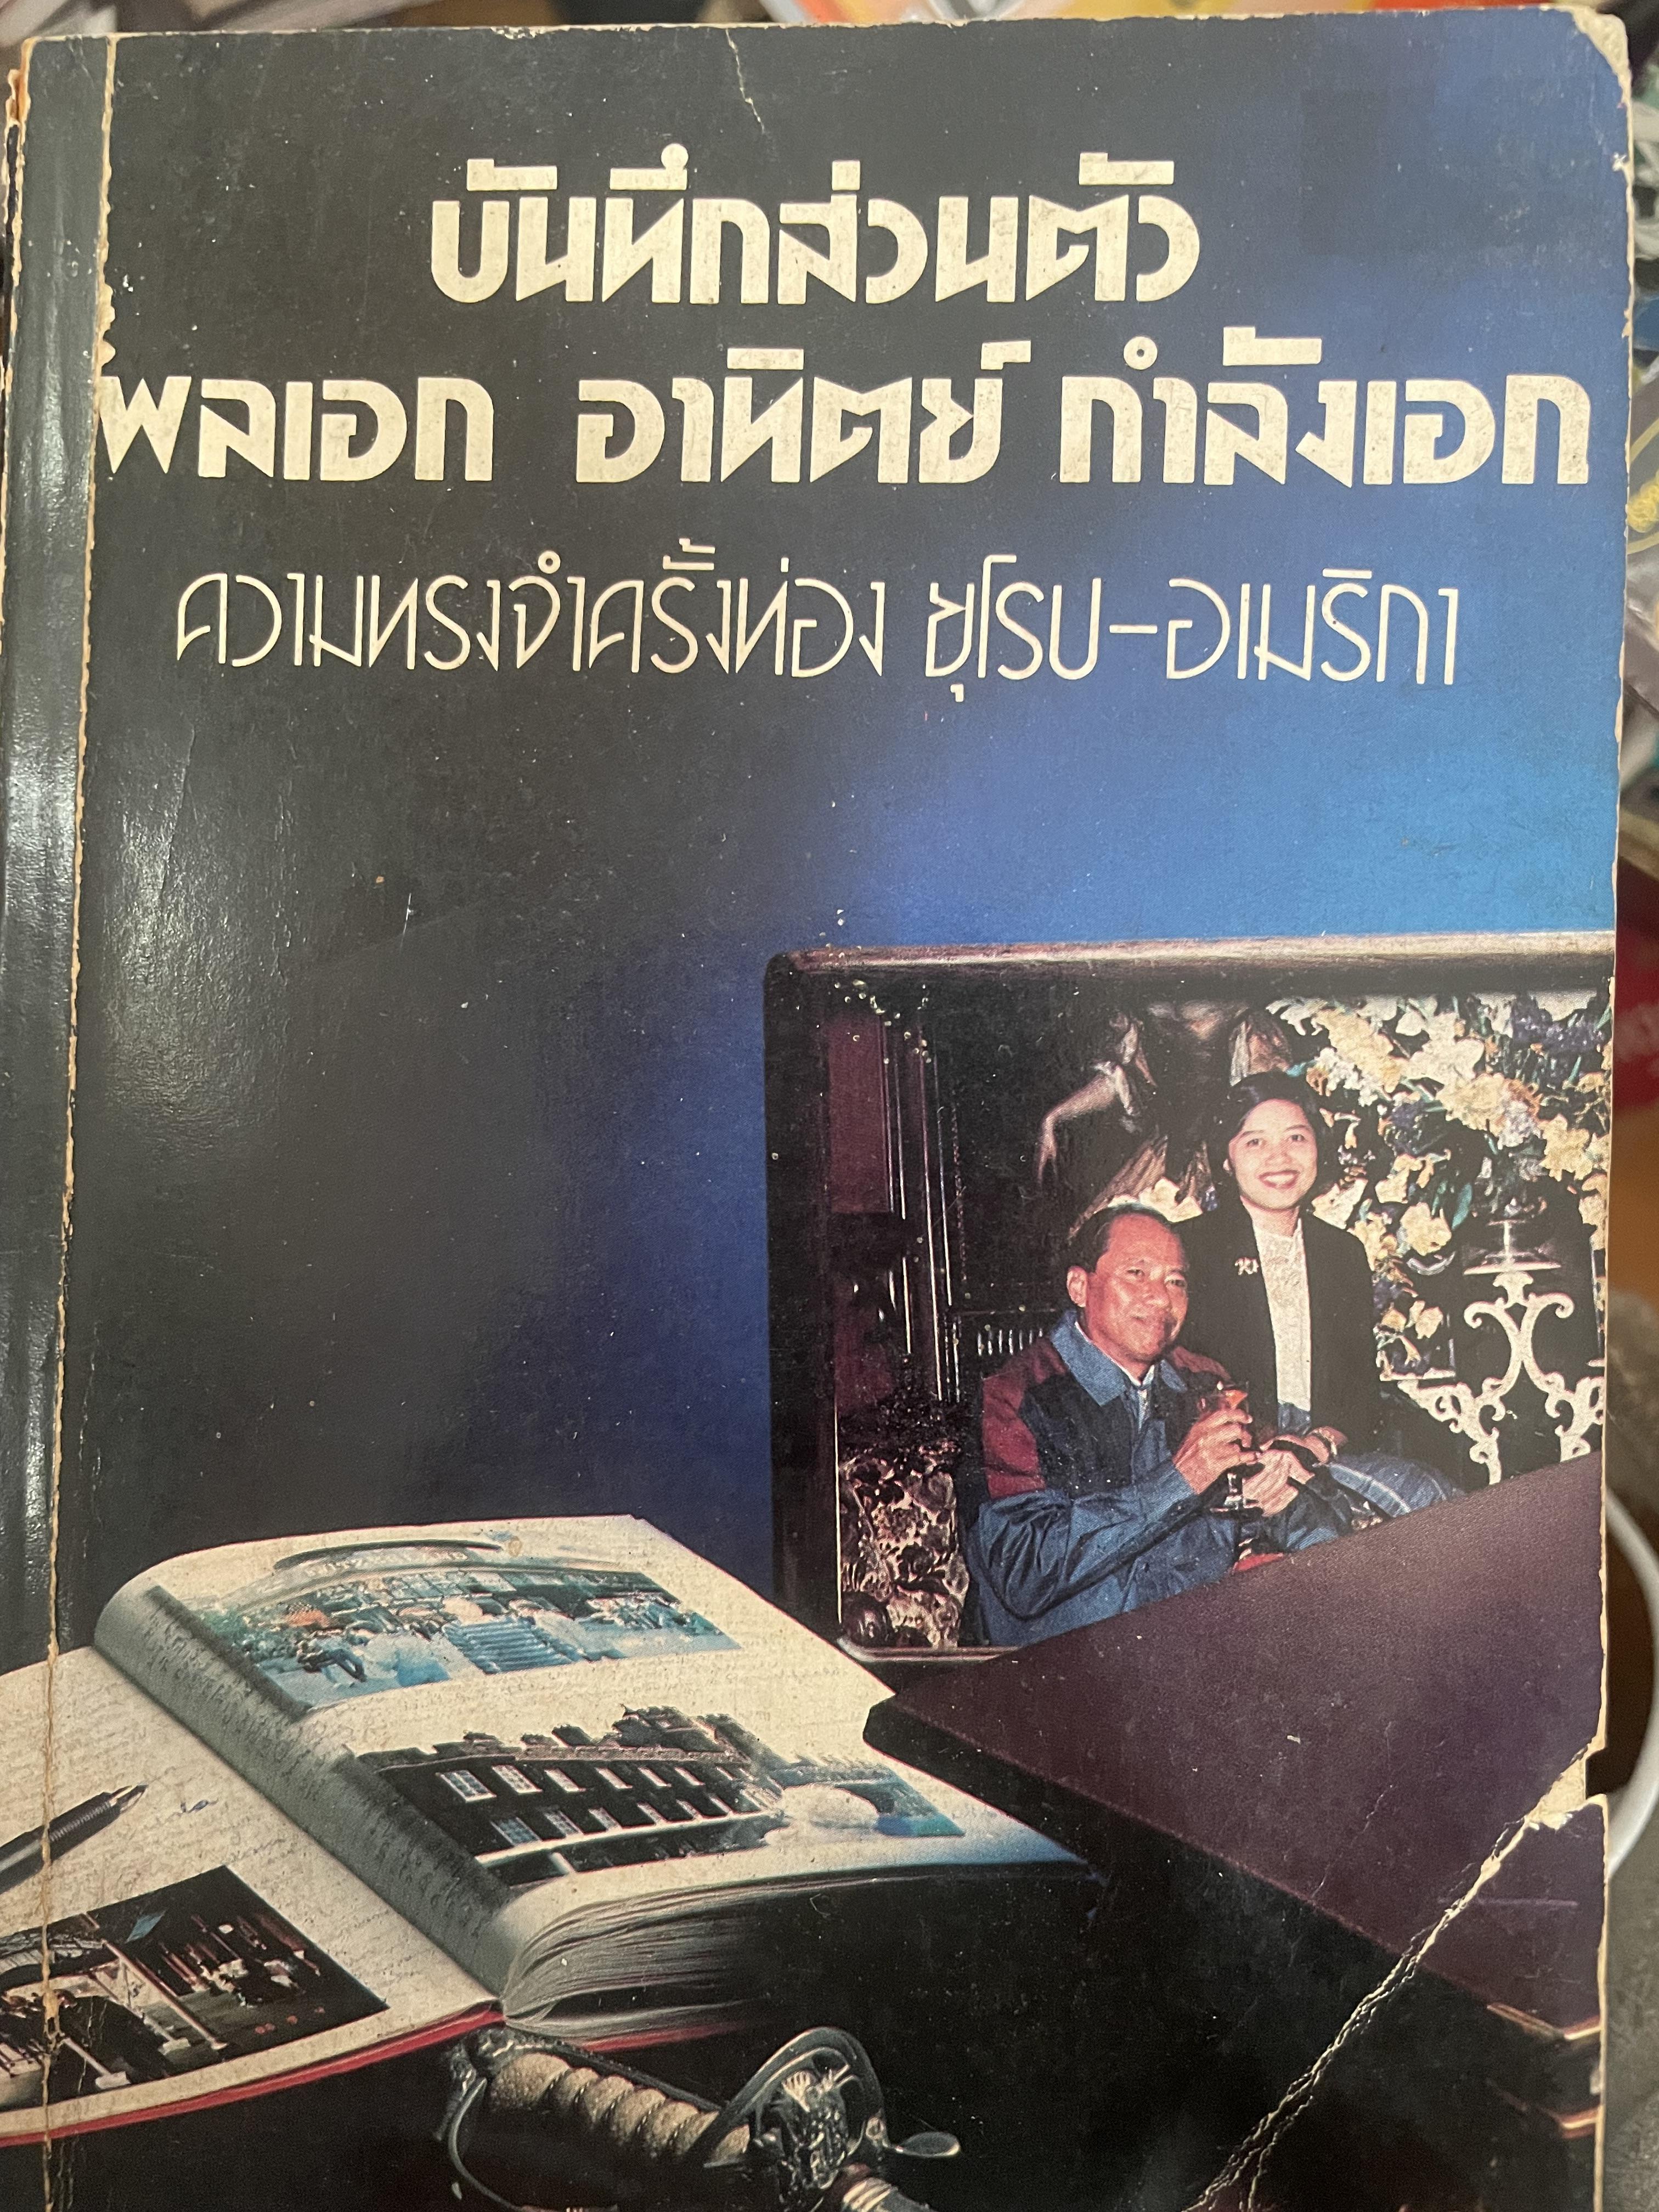 บันทึกส่วนตัว
พลเอก อาทิตย์ กำลังเอก
ความทรงจำครั้งท่อง ยุโรป-อเมริกา